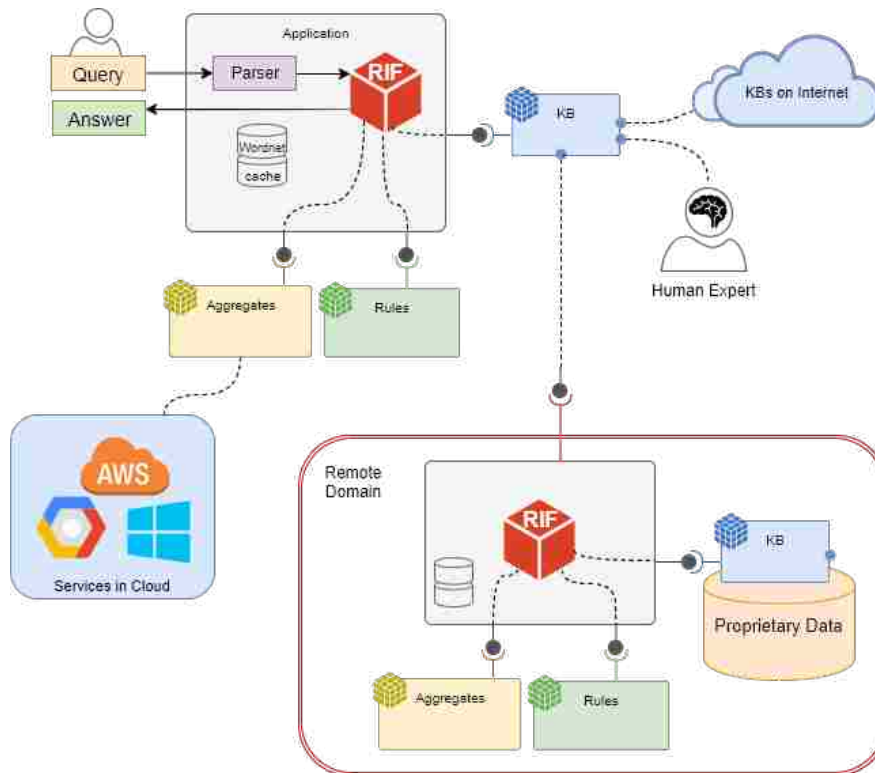 Application
Query
Parser
RIF
Answer
Wordnet
cache
KB
KBs on Internet
Human Expert
Aggregates
Rules
AWS
Services in Cloud
Remote
Domain
RIF
KB
Proprietary Data
Aggregates
Rules